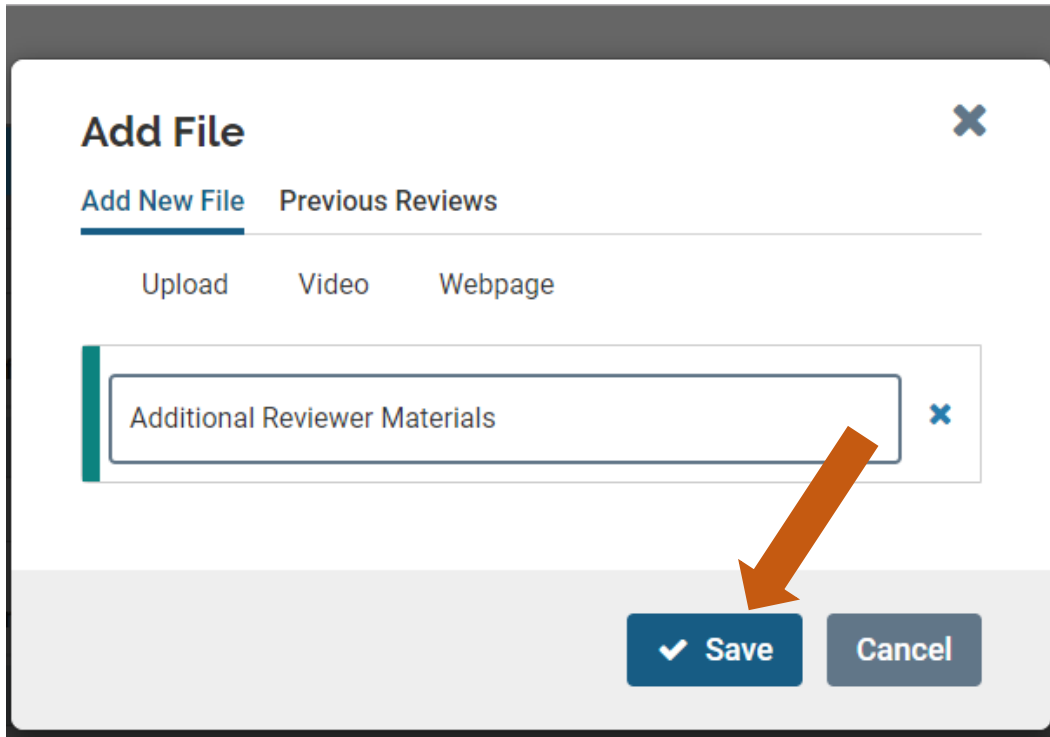 Add File
Add New File Previous Reviews
Upload Video Webpage
Additional Reviewer Materials
Save Cancel